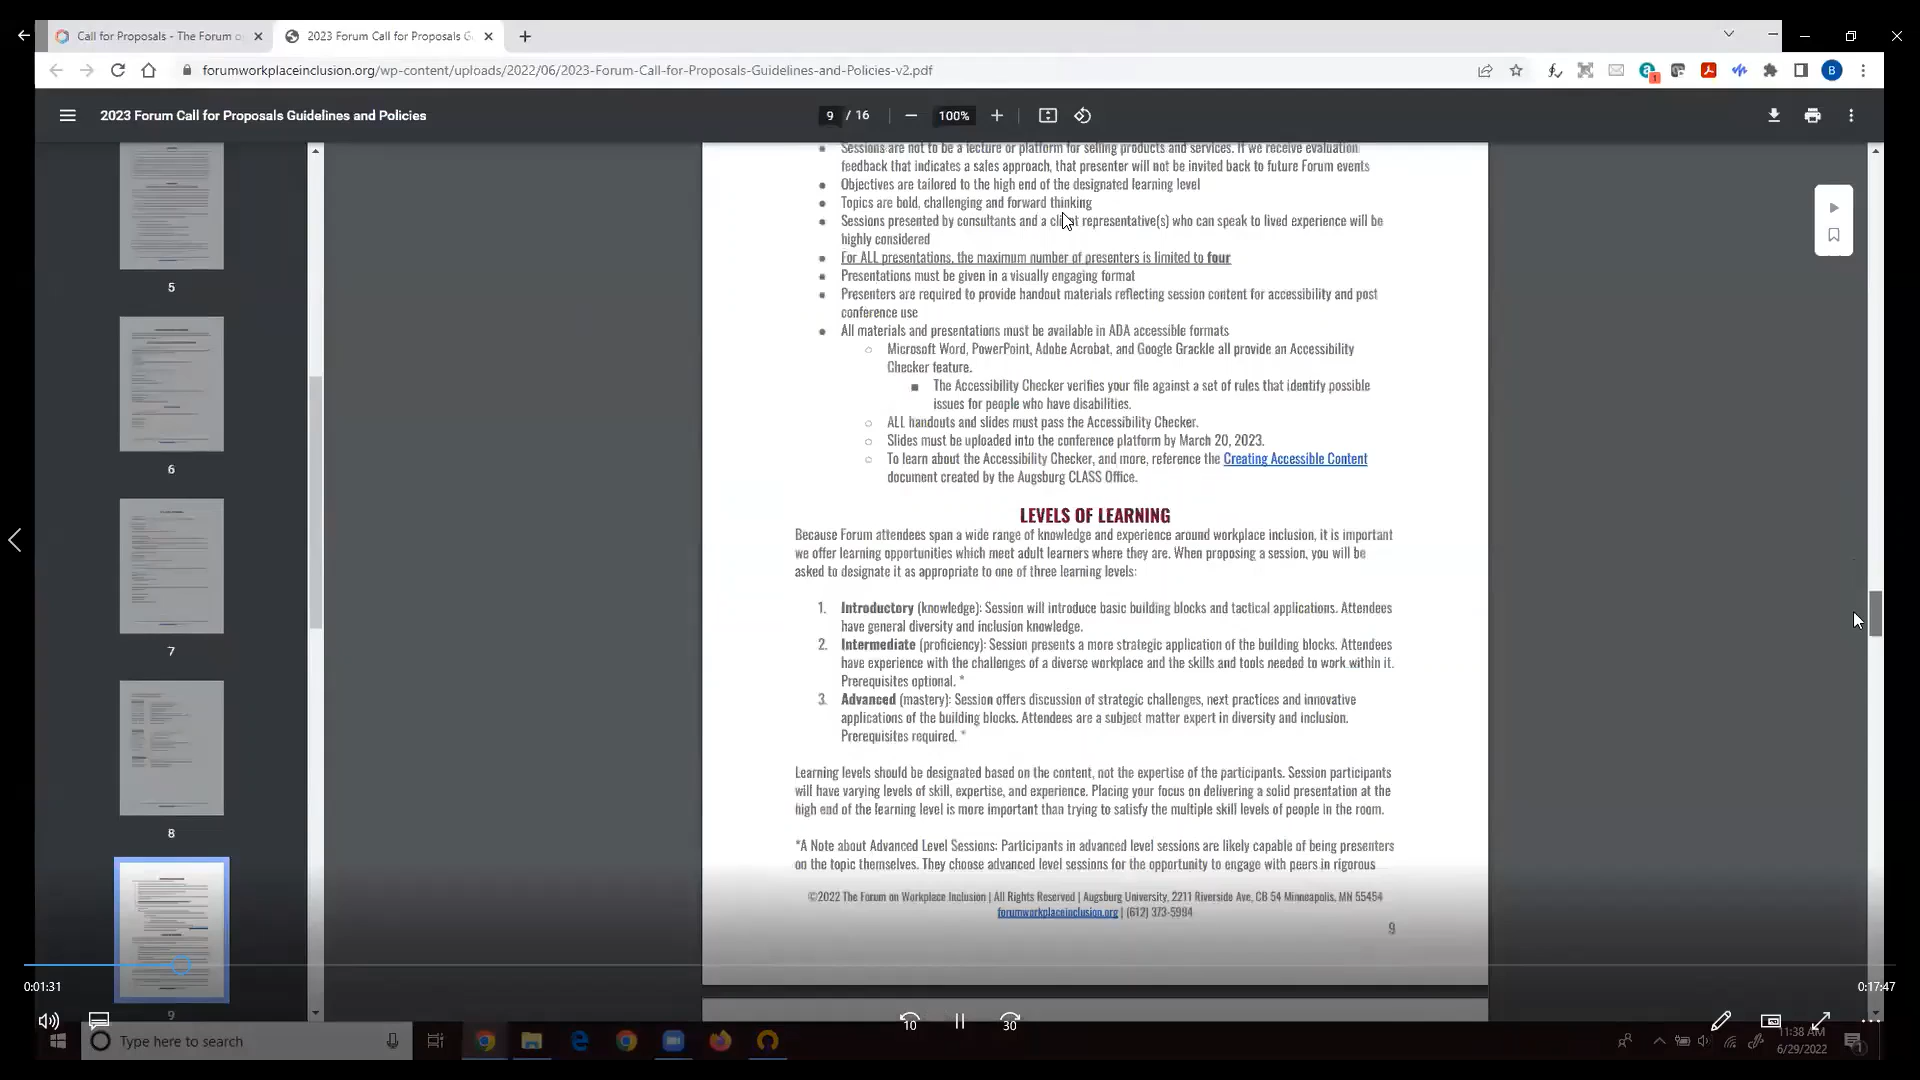 Call for Proposals - The Forum o
2023 Forum Call for Proposals G
forumworkplaceinclusion.org/wp-content/uploads/2022/06/2023-Forum-Call-for-Proposals-Guidelines-and-Policies-v2.pdf
1
B
2023 Forum Call for Proposals Guidelines and Policies
9 / 16
100%
5
6
7
8
9
Sessions are not to be a lecture or platform for selling products and services. If we receive evaluation
feedback that indicates a sales approach, that presenter will not be invited back to future Forum events
Objectives are tailored to the high end of the designated learning level
Topics are bold, challenging and forward thinking
Sessions presented by consultants and a client representative(s) who can speak to lived experience will be
highly considered
For ALL presentations, the maximum number of presenters is limited to four
Presentations must be given in a visually engaging format
Presenters are required to provide handout materials reflecting session content for accessibility and post
conference use
All materials and presentations must be available in ADA accessible formats
Microsoft Word, PowerPoint, Adobe Acrobat, and Google Grackle all provide an Accessibility
Checker feature.
The Accessibility Checker verifies your file against a set of rules that identify possible
issues for people who have disabilities.
ALL handouts and slides must pass the Accessibility Checker.
Slides must be uploaded into the conference platform by March 20, 2023.
To learn about the Accessibility Checker, and more, reference the Creating Accessible Content
document created by the Augsburg CLASS Office.
LEVELS OF LEARNING
Because Forum attendees span a wide range of knowledge and experience around workplace inclusion, it is important
we offer learning opportunities which meet adult learners where they are. When proposing a session, you will be
asked to designate it as appropriate to one of three learning levels:
1. Introductory (knowledge): Session will introduce basic building blocks and tactical applications. Attendees
have general diversity and inclusion knowledge.
2. Intermediate (proficiency): Session presents a more strategic application of the building blocks. Attendees
have experience with the challenges of a diverse workplace and the skills and tools needed to work within it.
Prerequisites optional. *
3. Advanced (mastery): Session offers discussion of strategic challenges, next practices and innovative
applications of the building blocks. Attendees are a subject matter expert in diversity and inclusion.
Prerequisites required. *
Learning levels should be designated based on the content, not the expertise of the participants. Session participants
will have varying levels of skill, expertise, and experience. Placing your focus on delivering a solid presentation at the
high end of the learning level is more important than trying to satisfy the multiple skill levels of people in the room.
*A Note about Advanced Level Sessions: Participants in advanced level sessions are likely capable of being presenters
on the topic themselves. They choose advanced level sessions for the opportunity to engage with peers in rigorous
©2022 The Forum on Workplace Inclusion | All Rights Reserved | Augsburg University, 2211 Riverside Ave, CB 54 Minneapolis, MN 55454
forumworkplaceinclusion.org | (612) 373-5994
9
0:01:31
0:17:47
10
30
Type here to search
11:38 AM
6/29/2022
1